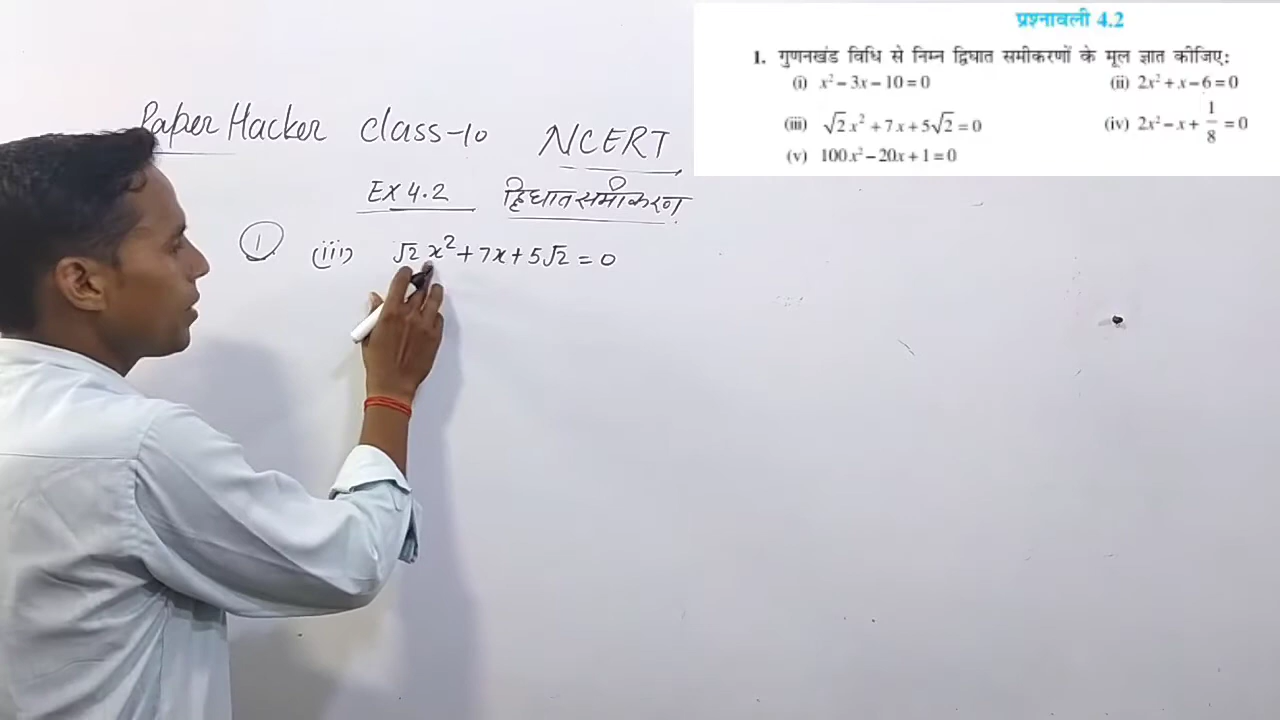 प्रश्नावली 4.2
1. गुणनखंड विधि से निम्न द्विघात समीकरणों के मूल ज्ञात कीजिए:
(i) x² – 3x – 10 = 0 (ii) 2x² + x – 6 = 0
(iii) √2 x² + 7x + 5√2 = 0 (iv) 2x² – x + 1/8 = 0
(v) 100x² – 20x + 1 = 0
Paper Hacker class-10 NCERT
EX 4.2 द्विघात समीकरण
1 (iii) √2 x² + 7x + 5√2 = 0